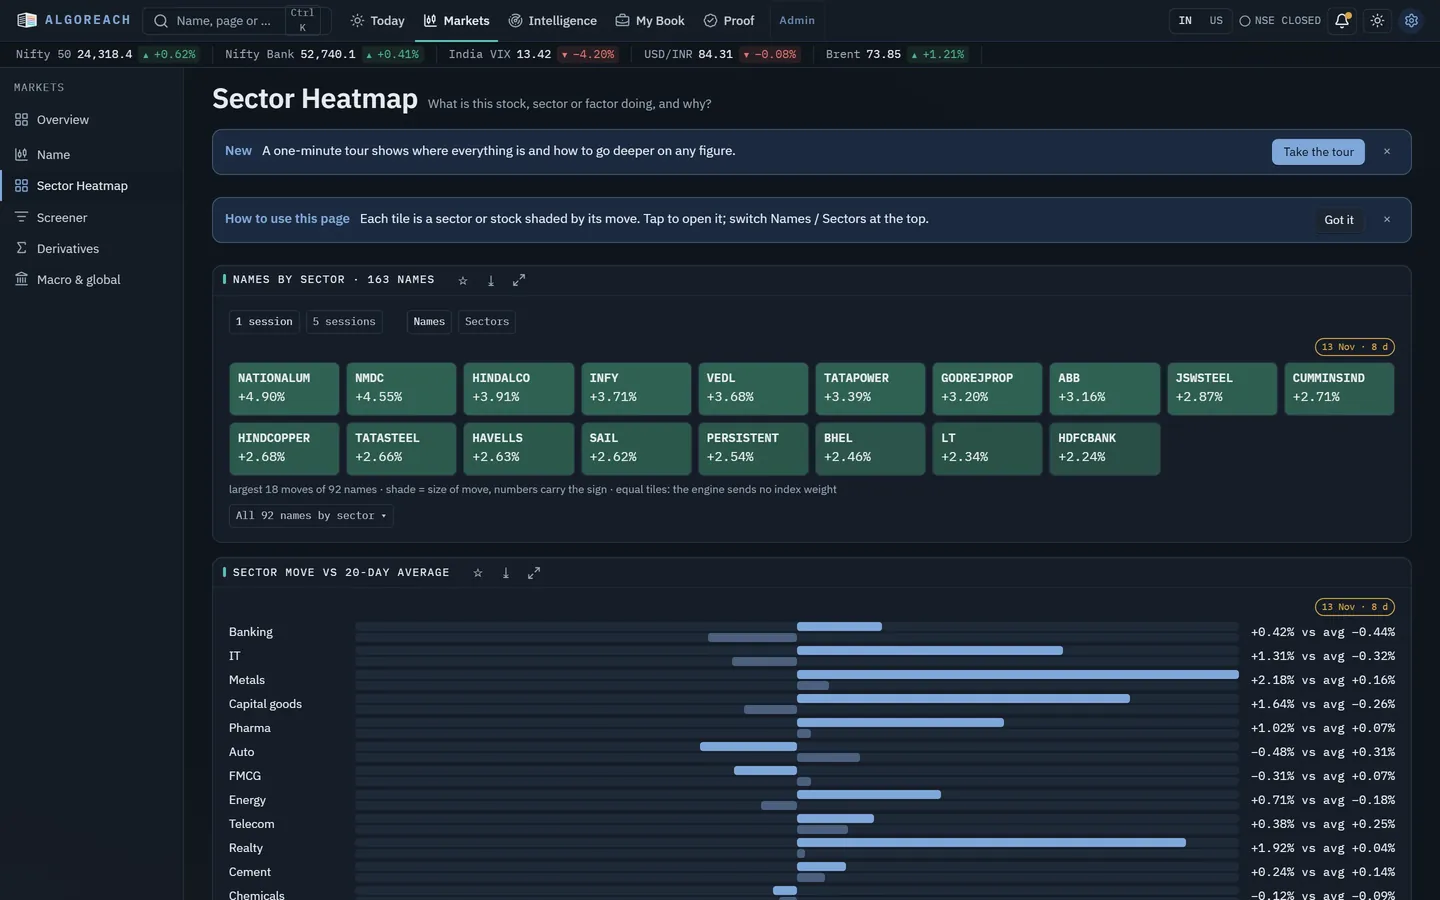 ALGOREACH
Name, page or ...
Ctrl K
Today
Markets
Intelligence
My Book
Proof
Admin
IN
US
NSE CLOSED
Nifty 50 24,318.4 ▲ +0.62%
Nifty Bank 52,740.1 ▲ +0.41%
India VIX 13.42 ▼ −4.20%
USD/INR 84.31 ▼ −0.08%
Brent 73.85 ▲ +1.21%
MARKETS
Overview
Name
Sector Heatmap
Screener
Derivatives
Macro & global
Sector Heatmap What is this stock, sector or factor doing, and why?
New A one-minute tour shows where everything is and how to go deeper on any figure.
Take the tour ×
How to use this page Each tile is a sector or stock shaded by its move. Tap to open it; switch Names / Sectors at the top.
Got it ×
NAMES BY SECTOR · 163 NAMES
1 session
5 sessions
Names
Sectors
13 Nov · 8 d
NATIONALUM
+4.90%
NMDC
+4.55%
HINDALCO
+3.91%
INFY
+3.71%
VEDL
+3.68%
TATAPOWER
+3.39%
GODREJPROP
+3.20%
ABB
+3.16%
JSWSTEEL
+2.87%
CUMMINSIND
+2.71%
HINDCOPPER
+2.68%
TATASTEEL
+2.66%
HAVELLS
+2.63%
SAIL
+2.62%
PERSISTENT
+2.54%
BHEL
+2.46%
LT
+2.34%
HDFCBANK
+2.24%
largest 18 moves of 92 names · shade = size of move, numbers carry the sign · equal tiles: the engine sends no index weight
All 92 names by sector ▾
SECTOR MOVE VS 20-DAY AVERAGE
13 Nov · 8 d
Banking +0.42% vs avg −0.44%
IT +1.31% vs avg −0.32%
Metals +2.18% vs avg +0.16%
Capital goods +1.64% vs avg −0.26%
Pharma +1.02% vs avg +0.07%
Auto −0.48% vs avg +0.31%
FMCG −0.31% vs avg +0.07%
Energy +0.71% vs avg −0.18%
Telecom +0.38% vs avg +0.25%
Realty +1.92% vs avg +0.04%
Cement +0.24% vs avg +0.14%
Chemicals −0.12% vs avg −0.09%